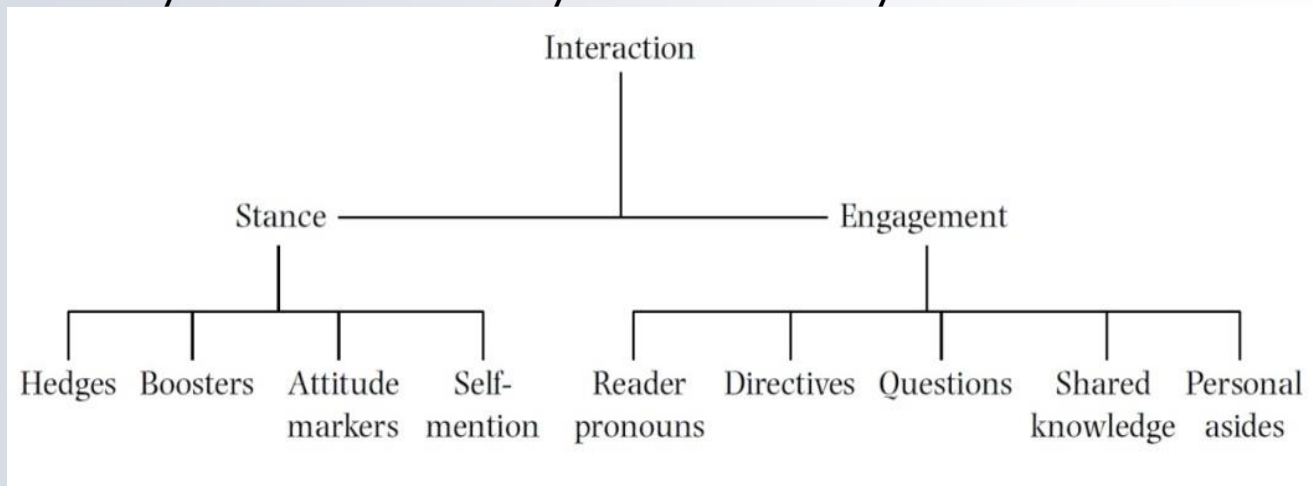 Interaction
Stance
Engagement
Hedges
Boosters
Attitude
markers
Self-
mention
Reader
pronouns
Directives
Questions
Shared
knowledge
Personal
asides